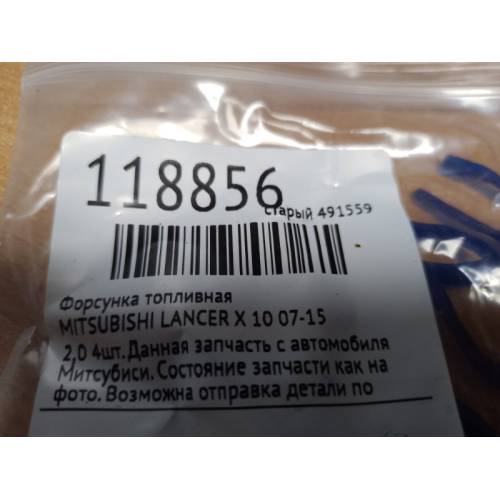 118856
старый 491559
Форсунка топливная
MITSUBISHI LANCER X 10 07-15
2,0 4шт. Данная запчасть с автомобиля
Митсубиси. Состояние запчасти как на
фото. Возможна отправка детали по